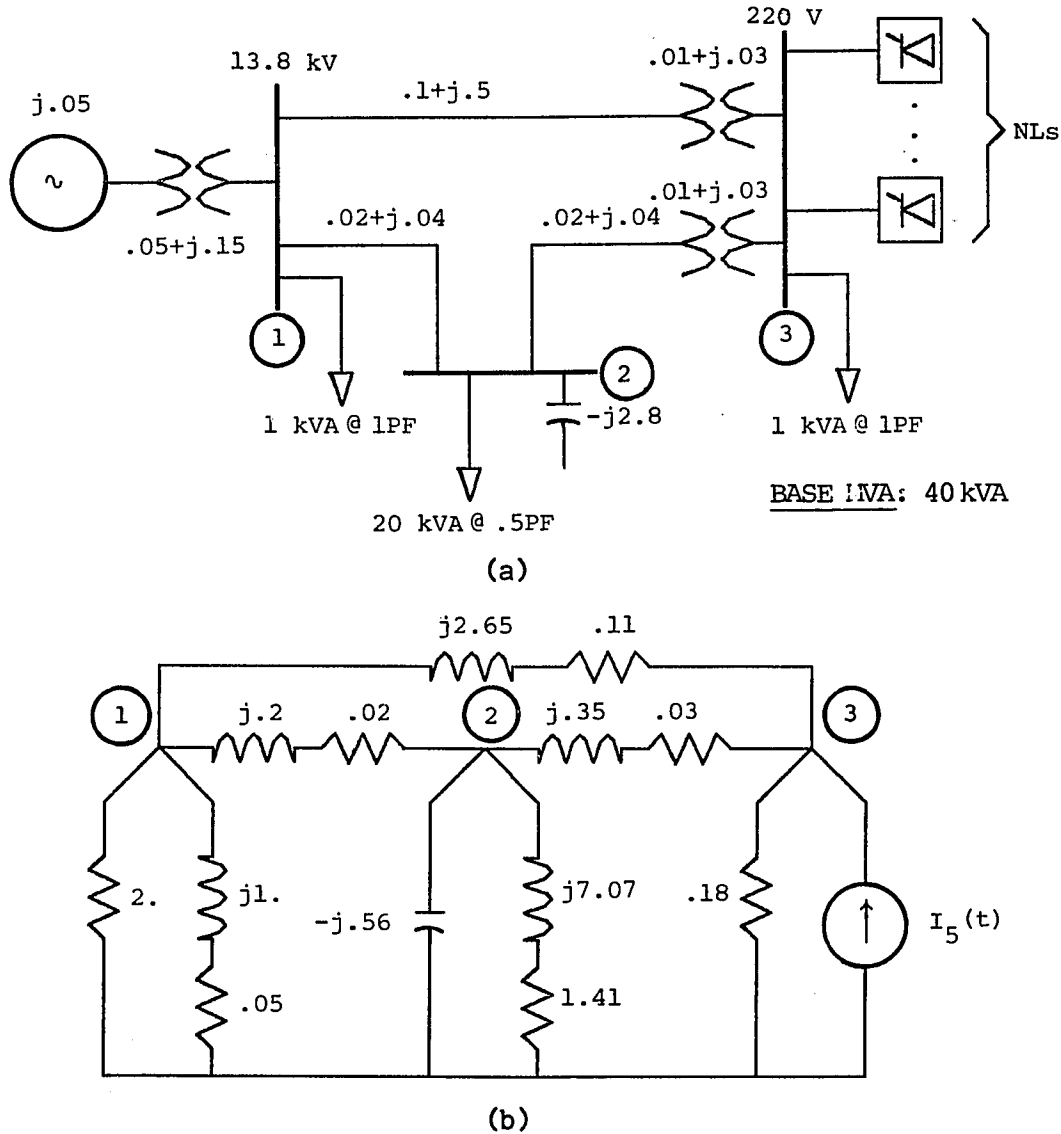 220 V
13.8 kV
.01+j.03
j.05
.1+j.5
NLs
~
.01+j.03
.02+j.04
.02+j.04
.05+j.15
1
3
2
-j2.8
1 kVA @ 1PF
1 kVA @ 1PF
20 kVA @ .5PF
(a)
j2.65
.11
1
j.2
.02
2
j.35
.03
3
2.
j1.
-j.56
j7.07
.18
I5(t)
.05
1.41
(b)